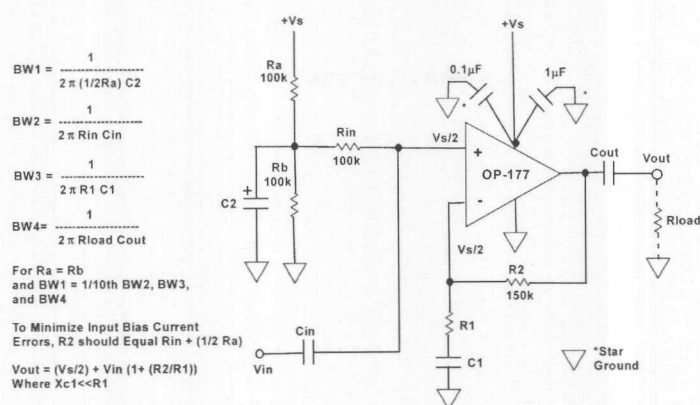 BW1 = 1
2 π (1/2Ra) C2
BW2 = 1
2 π Rin Cin
BW3 = 1
2 π R1 C1
BW4= 1
2 π Rload Cout
For Ra = Rb
and BW1 = 1/10th BW2, BW3,
and BW4
To Minimize Input Bias Current
Errors, R2 should Equal Rin + (1/2 Ra)
Vout = (Vs/2) + Vin (1+ (R2/R1))
Where Xc1<<R1
+Vs
Ra
100k
Rb
100k
+
C2
Rin
100k
Cin
Vin
+Vs
0.1µF
*
1µF
*
Vs/2
+
OP-177
-
Vs/2
R2
150k
R1
C1
Cout
Vout
Rload
*Star
Ground